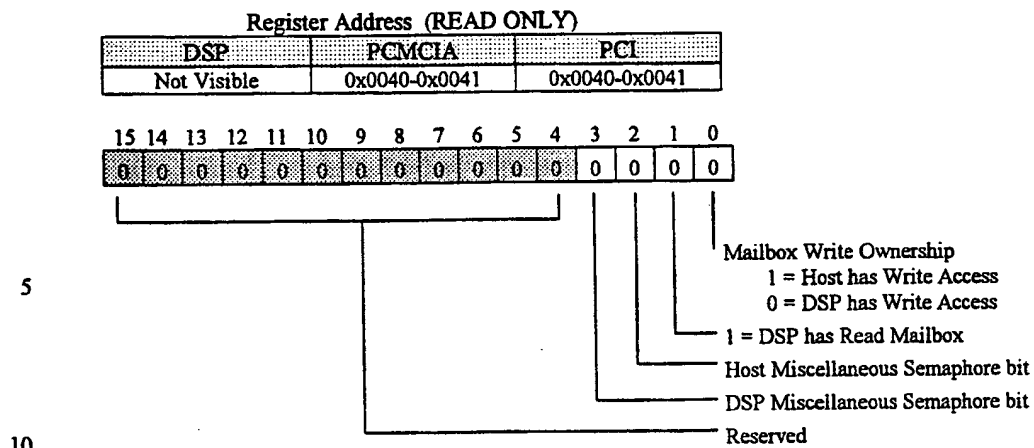 Register Address (READ ONLY)
DSP PCMCIA PCI
Not Visible 0x0040-0x0041 0x0040-0x0041
15 14 13 12 11 10 9 8 7 6 5 4 3 2 1 0
0 0 0 0 0 0 0 0 0 0 0 0 0 0 0 0
Mailbox Write Ownership
5 1 = Host has Write Access
0 = DSP has Write Access
1 = DSP has Read Mailbox
Host Miscellaneous Semaphore bit
DSP Miscellaneous Semaphore bit
10 Reserved